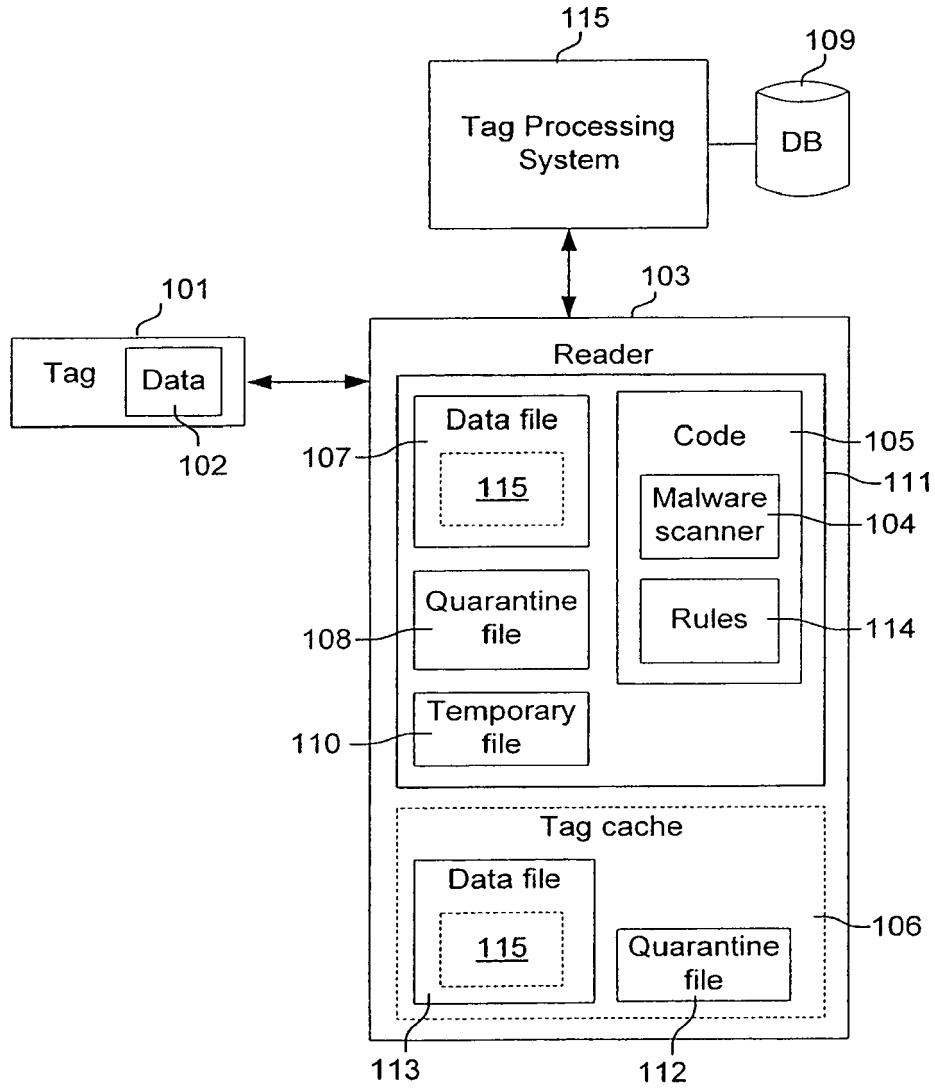 115
109
Tag Processing
System
DB
101
103
Tag
Data
102
Reader
Data file
107
115
Code
105
111
Malware
scanner
104
Quarantine
file
108
Rules
114
Temporary
file
110
Tag cache
Data file
115
106
Quarantine
file
113
112